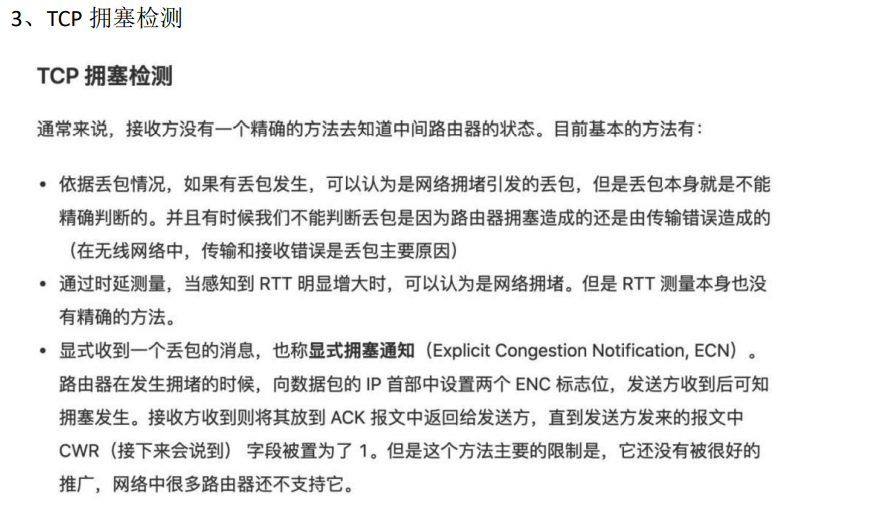 3、TCP 拥塞检测
TCP 拥塞检测
通常来说，接收方没有一个精确的方法去知道中间路由器的状态。目前基本的方法有：
• 依据丢包情况，如果有丢包发生，可以认为是网络拥堵引发的丢包，但是丢包本身就是不能
精确判断的。并且有时候我们不能判断丢包是因为路由器拥塞造成的还是由传输错误造成的
（在无线网络中，传输和接收错误是丢包主要原因）
• 通过时延测量，当感知到 RTT 明显增大时，可以认为是网络拥堵。但是 RTT 测量本身也没
有精确的方法。
• 显式收到一个丢包的消息，也称显式拥塞通知（Explicit Congestion Notification, ECN）。
路由器在发生拥堵的时候，向数据包的 IP 首部中设置两个 ENC 标志位，发送方收到后可知
拥塞发生。接收方收到则将其放到 ACK 报文中返回给发送方，直到发送方发来的报文中
CWR（接下来会说到） 字段被置为了 1。但是这个方法主要的限制是，它还没有被很好的
推广，网络中很多路由器还不支持它。